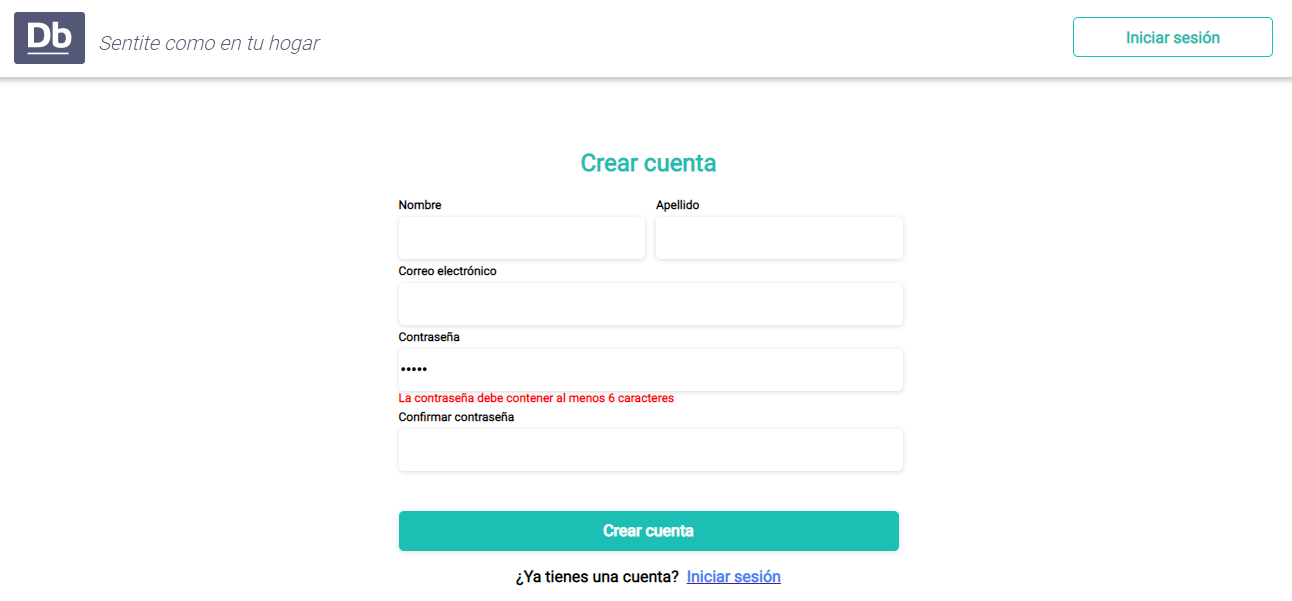 Db
Sentite como en tu hogar
Iniciar sesión
Crear cuenta
Nombre
Apellido
Correo electrónico
Contraseña
•••••
La contraseña debe contener al menos 6 caracteres
Confirmar contraseña
Crear cuenta
¿Ya tienes una cuenta? Iniciar sesión